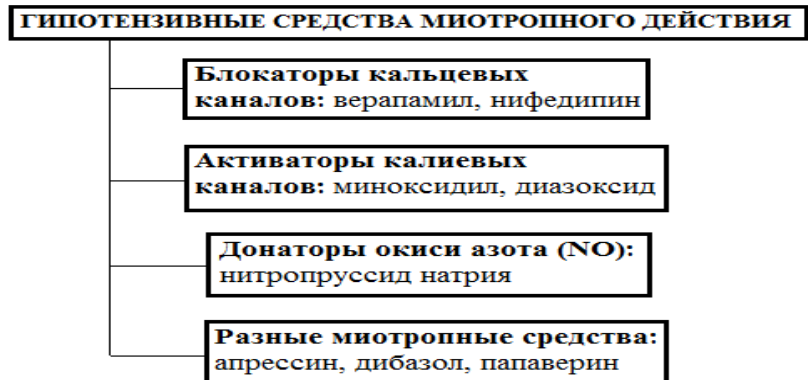 ГИПОТЕНЗИВНЫЕ СРЕДСТВА МИОТРОПНОГО ДЕЙСТВИЯ
Блокаторы кальцевых
каналов: верапамил, нифедипин
Активаторы калиевых
каналов: миноксидил, диазоксид
Донаторы окиси азота (NO):
нитропруссид натрия
Разные миотропные средства:
апрессин, дибазол, папаверин